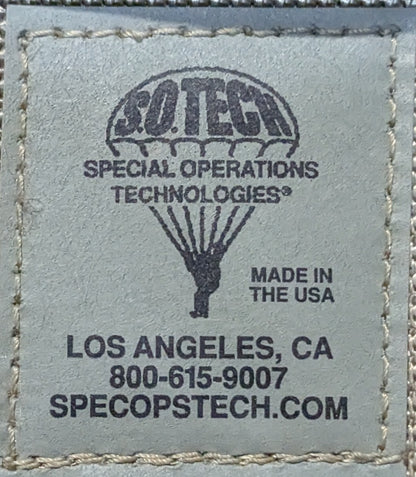 S.O.TECH
SPECIAL OPERATIONS
TECHNOLOGIES®
MADE IN
THE USA
LOS ANGELES, CA
800-615-9007
SPECOPSTECH.COM